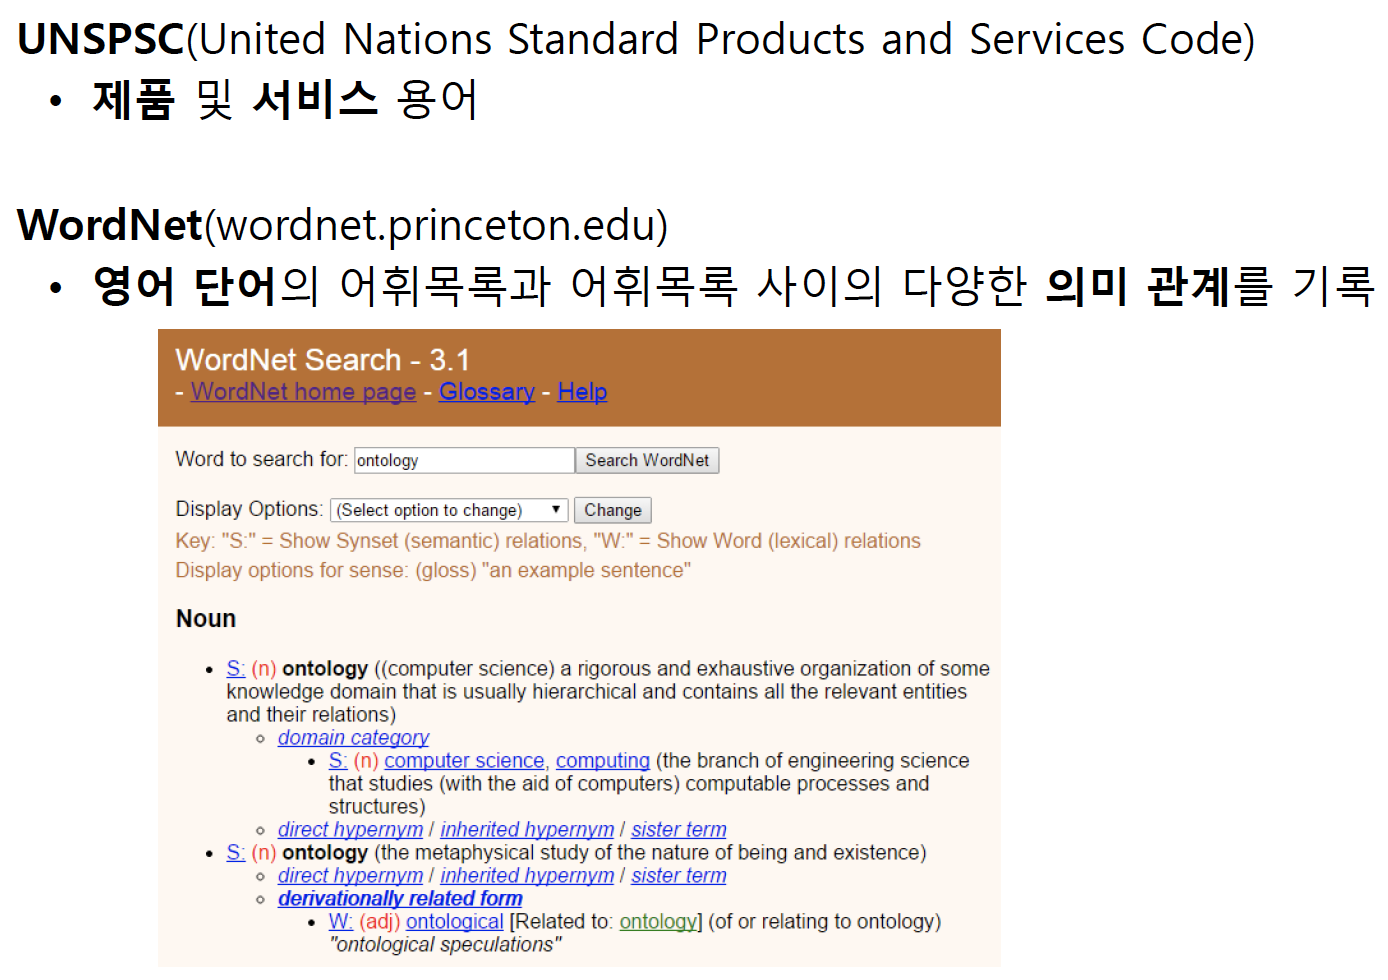 UNSPSC(United Nations Standard Products and Services Code)
• 제품 및 서비스 용어
WordNet(wordnet.princeton.edu)
• 영어 단어의 어휘목록과 어휘목록 사이의 다양한 의미 관계를 기록
WordNet Search - 3.1
- WordNet home page - Glossary - Help
Word to search for: ontology Search WordNet
Display Options: (Select option to change) Change
Key: "S:" = Show Synset (semantic) relations, "W:" = Show Word (lexical) relations
Display options for sense: (gloss) "an example sentence"
Noun
• S: (n) ontology ((computer science) a rigorous and exhaustive organization of some
knowledge domain that is usually hierarchical and contains all the relevant entities
and their relations)
○ domain category
• S: (n) computer science, computing (the branch of engineering science
that studies (with the aid of computers) computable processes and
structures)
○ direct hypernym / inherited hypernym / sister term
• S: (n) ontology (the metaphysical study of the nature of being and existence)
○ direct hypernym / inherited hypernym / sister term
○ derivationally related form
• W: (adj) ontological [Related to: ontology] (of or relating to ontology)
"ontological speculations"